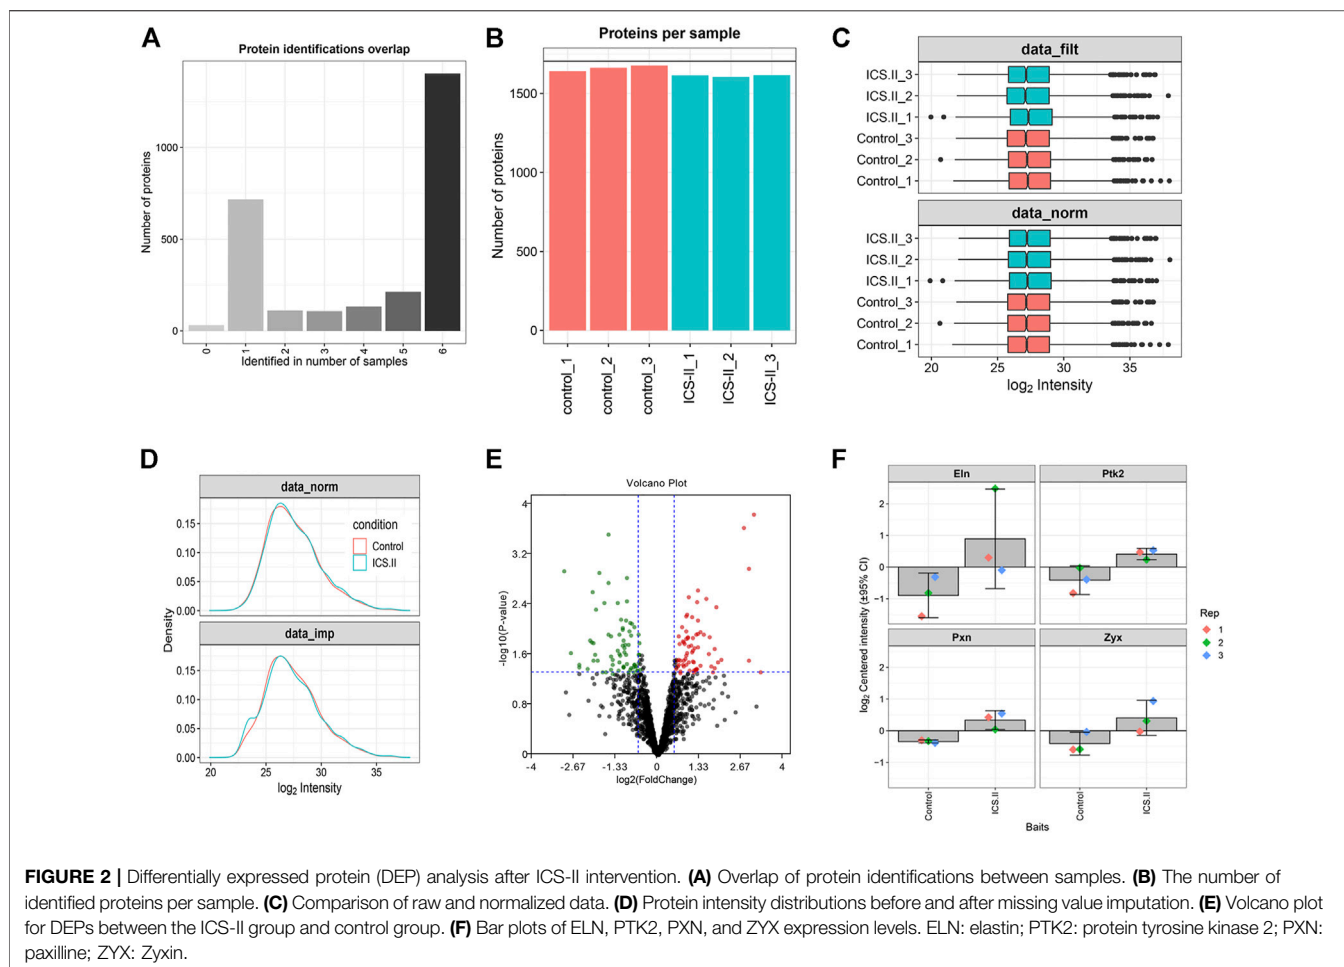 A
Protein identifications overlap
Number of proteins
1000
500
0
0 1 2 3 4 5 6
Identified in number of samples
B
Proteins per sample
Number of proteins
1500
1000
500
0
control_1 control_2 control_3 ICS-II_1 ICS-II_2 ICS-II_3
C
data_filt
ICS.II_3
ICS.II_2
ICS.II_1
Control_3
Control_2
Control_1
data_norm
ICS.II_3
ICS.II_2
ICS.II_1
Control_3
Control_2
Control_1
20 25 30 35
log2 Intensity
D
data_norm
0.15
0.10
0.05
0.00
condition
Control
ICS.II
Density
data_imp
0.15
0.10
0.05
0.00
20 25 30 35
log2 Intensity
E
Volcano Plot
-log10(P-value)
4
3.2
2.4
1.6
0.8
0
-4 -2.67 -1.33 0 1.33 2.67 4
log2(FoldChange)
F
Eln Ptk2
2
1
0
−1
log2 Centered intensity (±95% CI)
Pxn Zyx
2
1
0
−1
Control ICS.II Control ICS.II
Baits
Rep
1
2
3
FIGURE 2 | Differentially expressed protein (DEP) analysis after ICS-II intervention. (A) Overlap of protein identifications between samples. (B) The number of
identified proteins per sample. (C) Comparison of raw and normalized data. (D) Protein intensity distributions before and after missing value imputation. (E) Volcano plot
for DEPs between the ICS-II group and control group. (F) Bar plots of ELN, PTK2, PXN, and ZYX expression levels. ELN: elastin; PTK2: protein tyrosine kinase 2; PXN:
paxilline; ZYX: Zyxin.